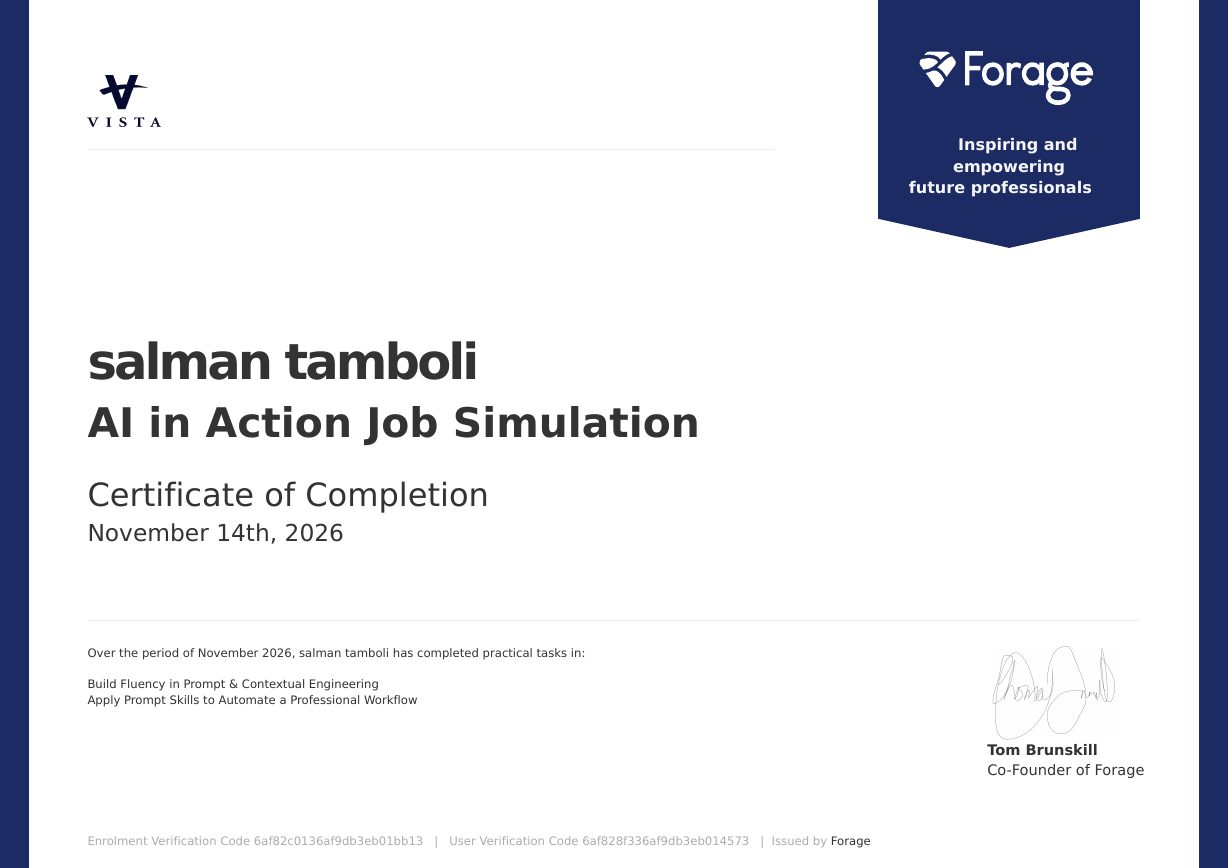 VISTA
Forage
Inspiring and
empowering
future professionals
salman tamboli
AI in Action Job Simulation
Certificate of Completion
November 14th, 2026
Over the period of November 2026, salman tamboli has completed practical tasks in:
Build Fluency in Prompt & Contextual Engineering
Apply Prompt Skills to Automate a Professional Workflow
Tom Brunskill
Co-Founder of Forage
Enrolment Verification Code 6af82c0136af9db3eb01bb13 | User Verification Code 6af828f336af9db3eb014573 | Issued by Forage